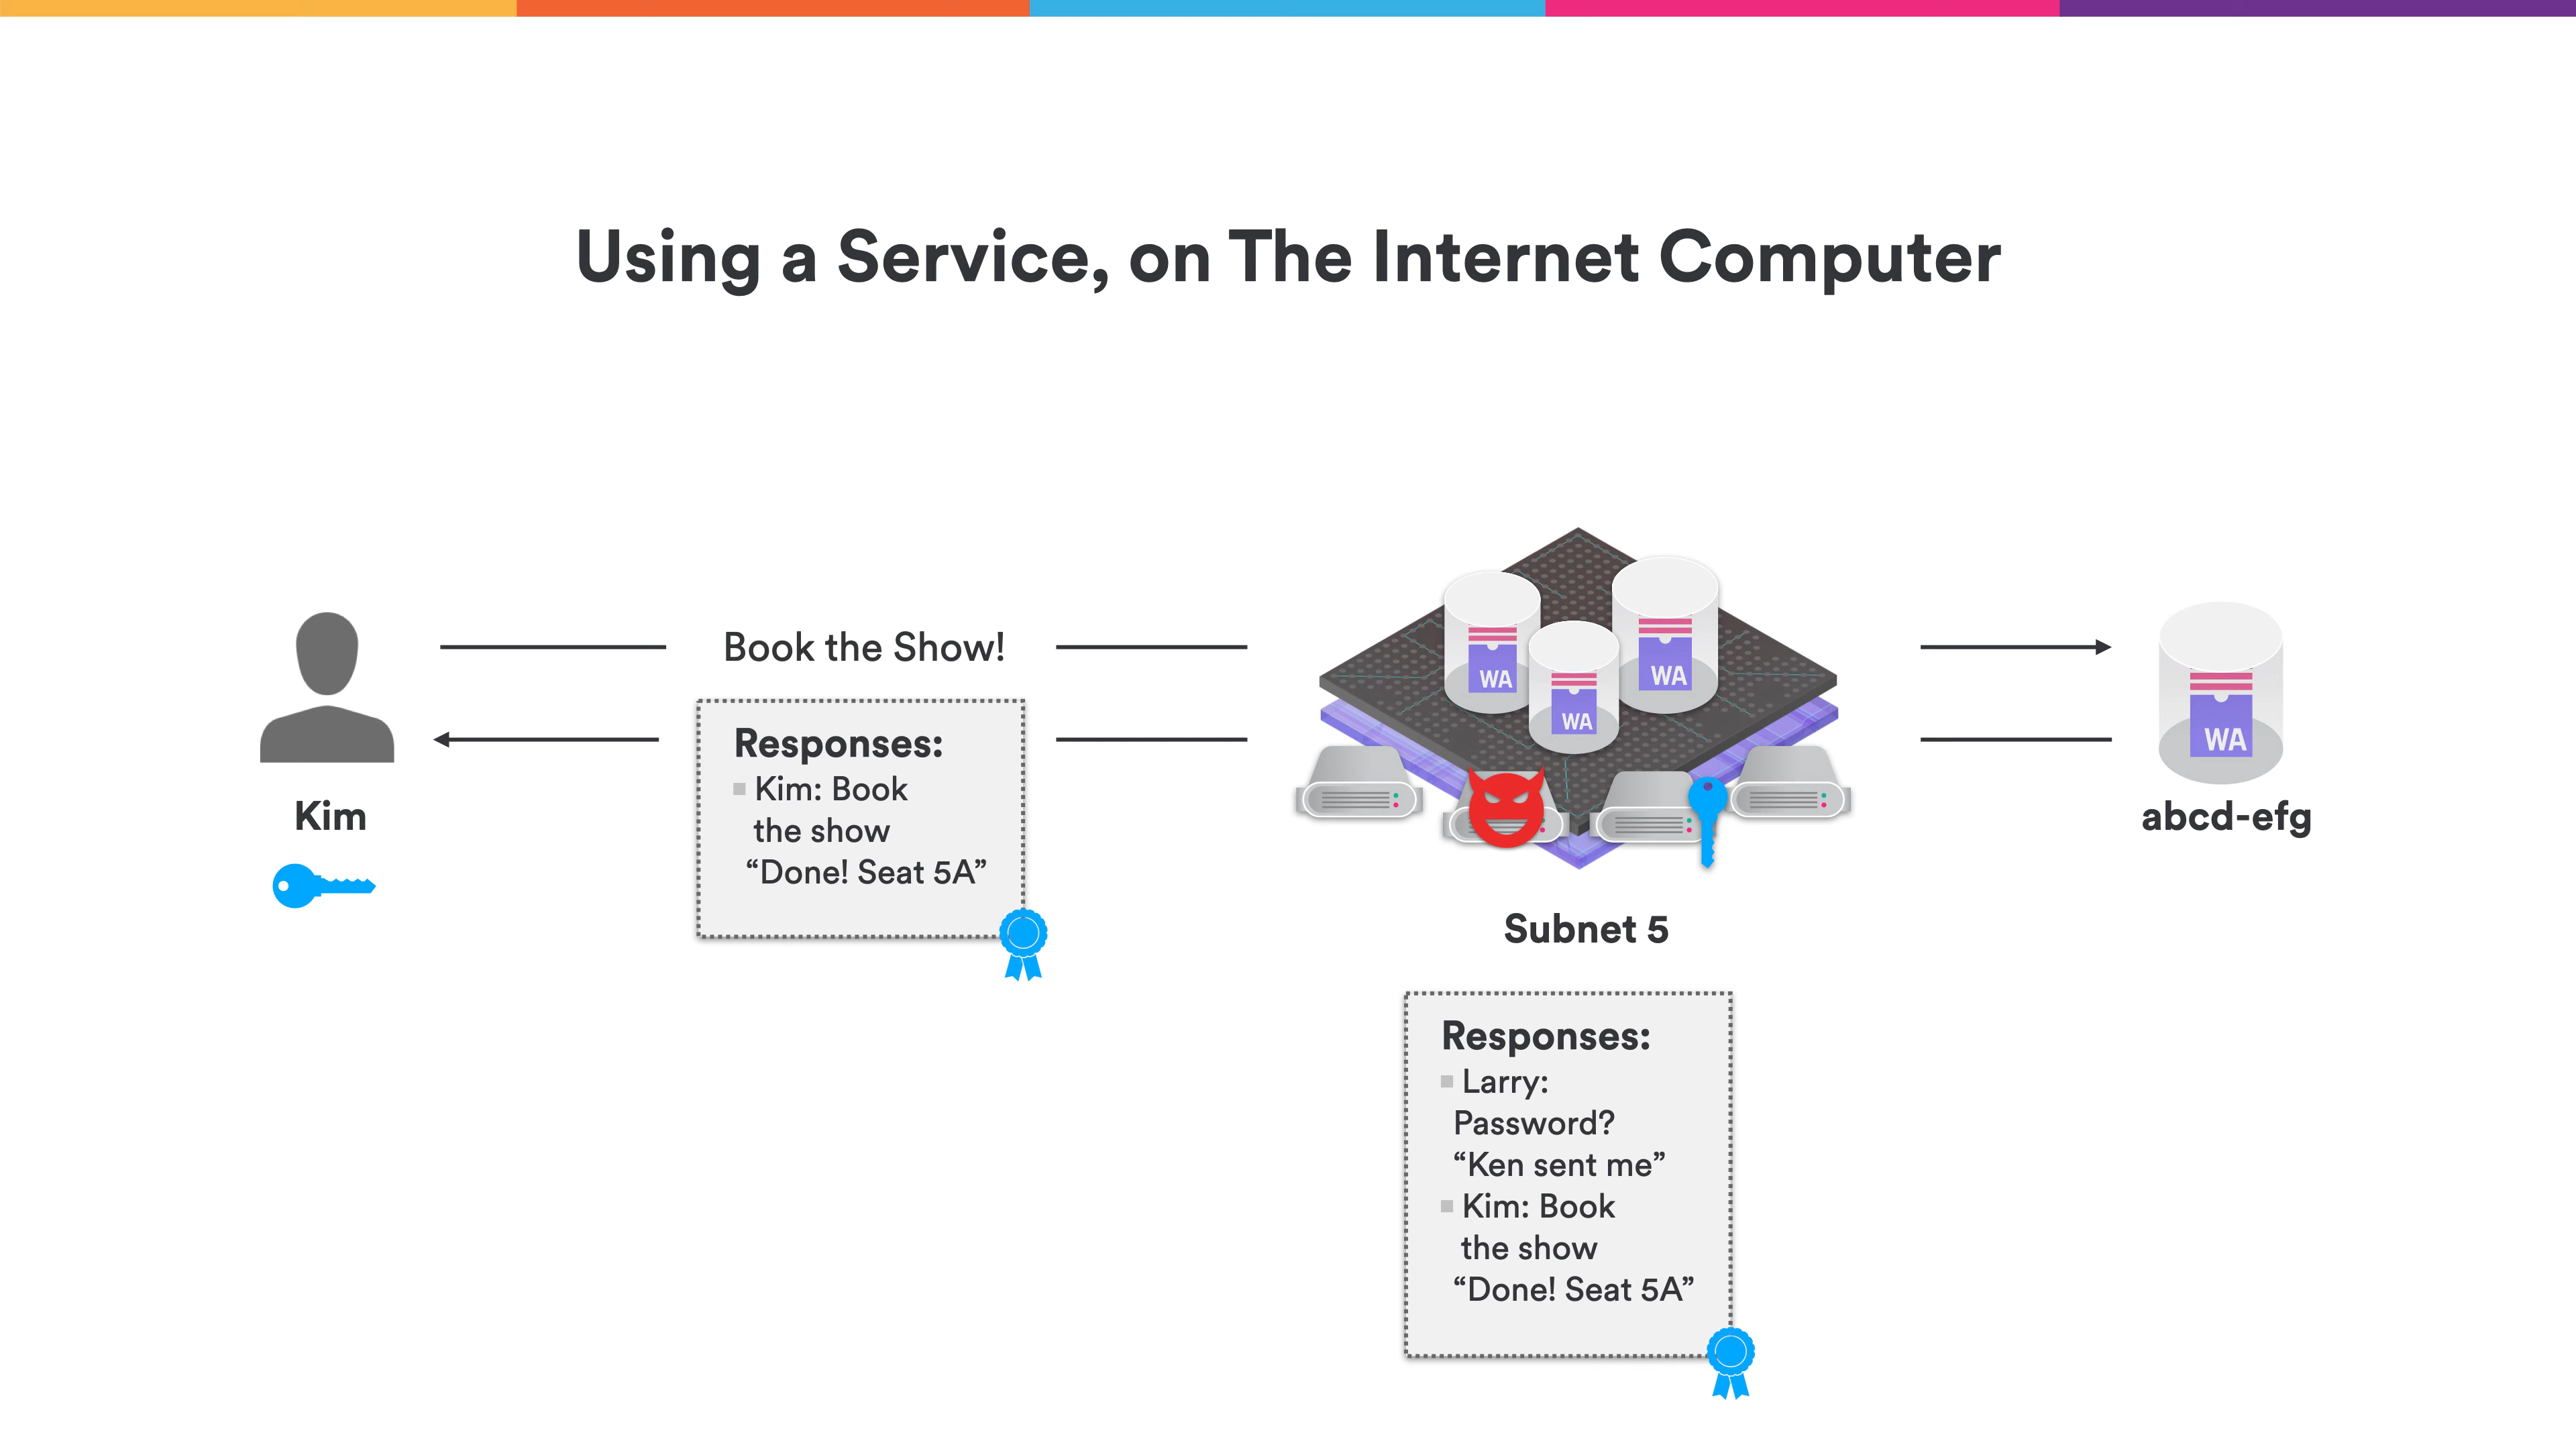 Using a Service, on The Internet Computer
Book the Show!
Responses:
Kim: Book
the show
“Done! Seat 5A”
Kim
WA
WA
WA
Subnet 5
WA
abcd-efg
Responses:
Larry:
Password?
“Ken sent me”
Kim: Book
the show
“Done! Seat 5A”